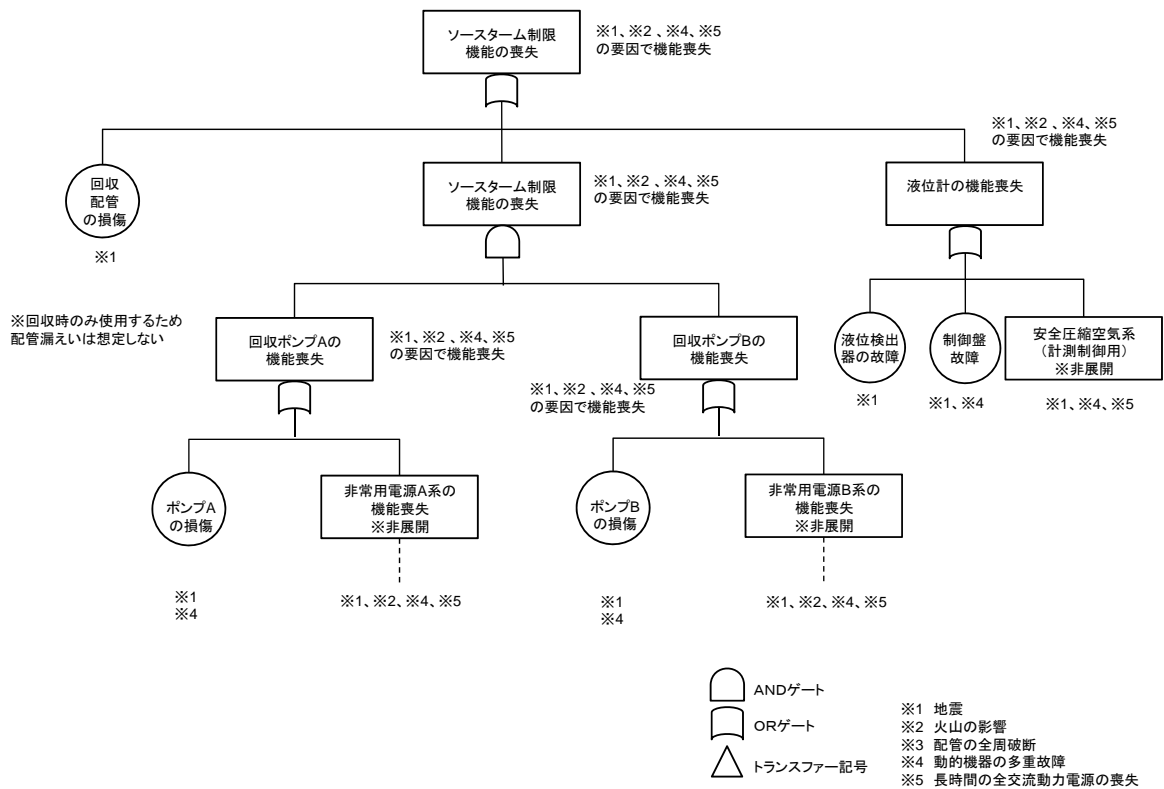 ソースターム制限
機能の喪失
※1、※2 、※4、※5
の要因で機能喪失
回収
配管
の損傷
※1
ソースターム制限
機能の喪失
※1、※2 、※4、※5
の要因で機能喪失
※1、※2 、※4、※5
の要因で機能喪失
液位計の機能喪失
※回収時のみ使用するため
配管漏えいは想定しない
回収ポンプAの
機能喪失
※1、※2 、※4、※5
の要因で機能喪失
回収ポンプBの
機能喪失
※1、※2 、※4、※5
の要因で機能喪失
液位検出
器の故障
※1
制御盤
故障
※1、※4
安全圧縮空気系
(計測制御用)
※非展開
※1、※4、※5
ポンプA
の損傷
※1
※4
非常用電源A系の
機能喪失
※非展開
※1、※2、※4、※5
ポンプB
の損傷
※1
※4
非常用電源B系の
機能喪失
※非展開
※1、※2、※4、※5
ANDゲート
ORゲート
トランスファー記号
※1 地震
※2 火山の影響
※3 配管の全周破断
※4 動的機器の多重故障
※5 長時間の全交流動力電源の喪失